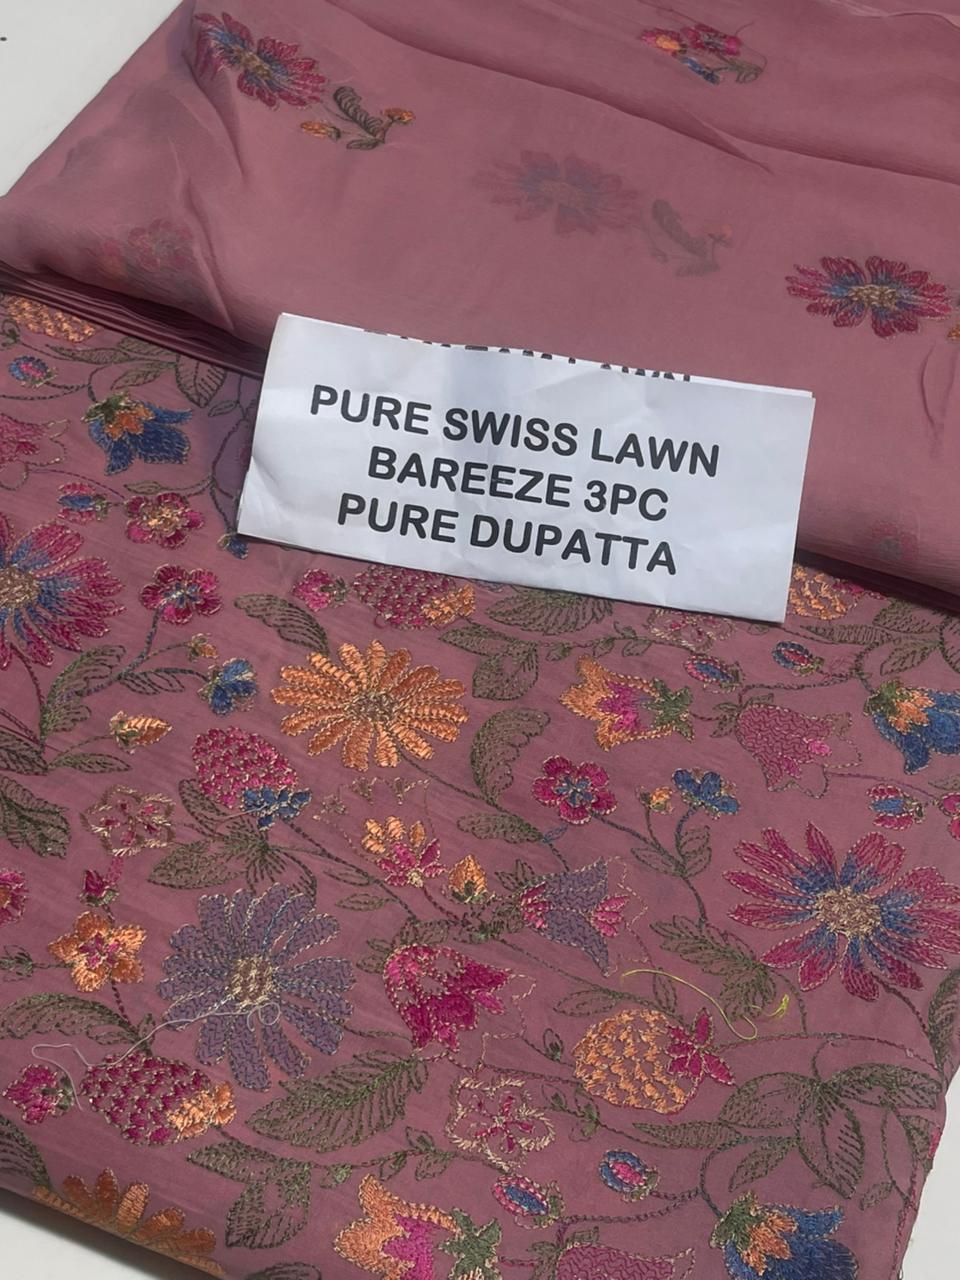 PURE SWISS LAWN
BAREEZE 3PC
PURE DUPATTA